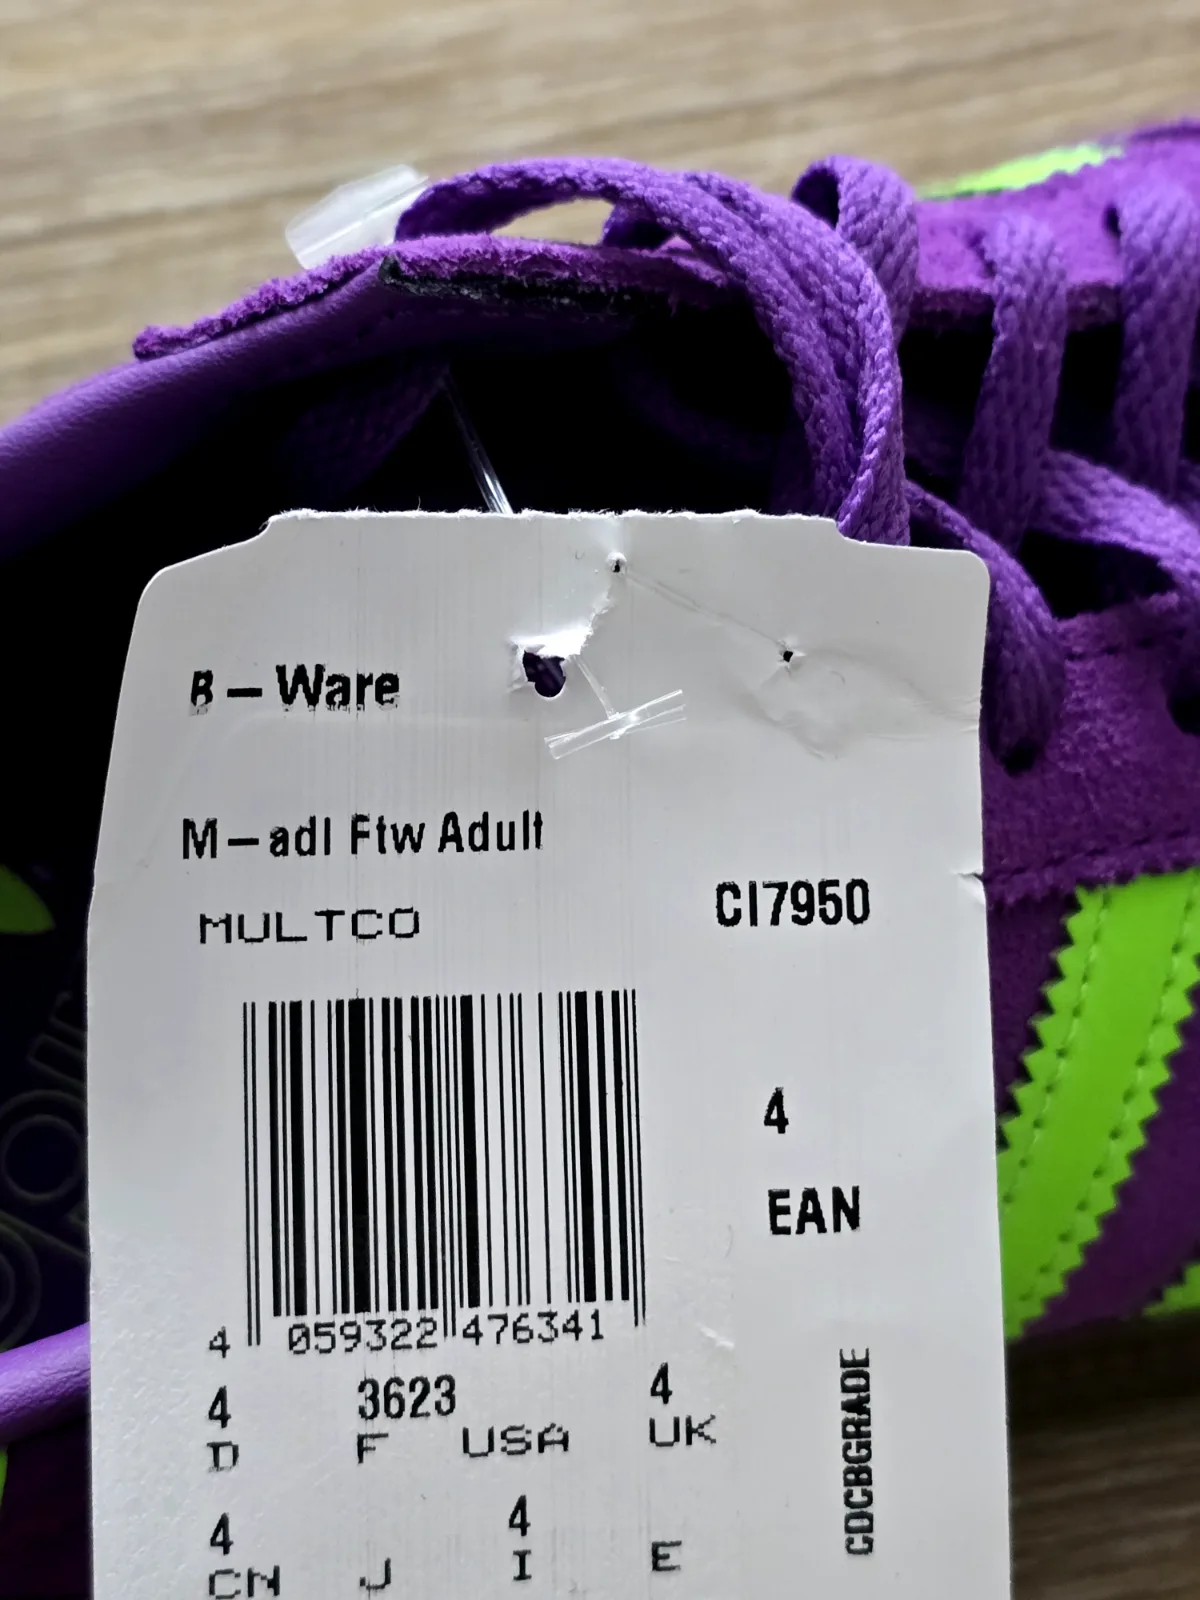 B – Ware
M – adl Ftw Adult
MULTCO
CI7950
4
EAN
4 059322 476341
4 3623 4
D F USA UK
4 4
CN J I E
CDCBGRADE